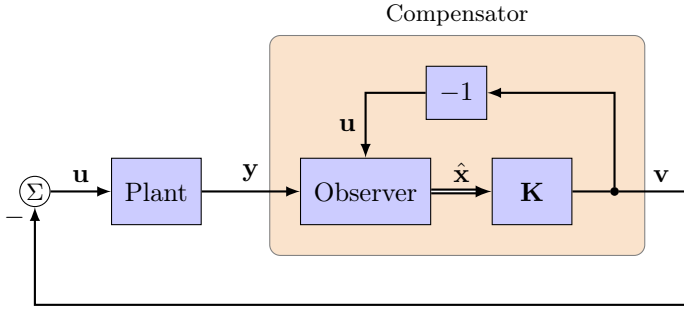 Compensator
−1
u
Σ
−
u
Plant
y
Observer
x̂
K
v